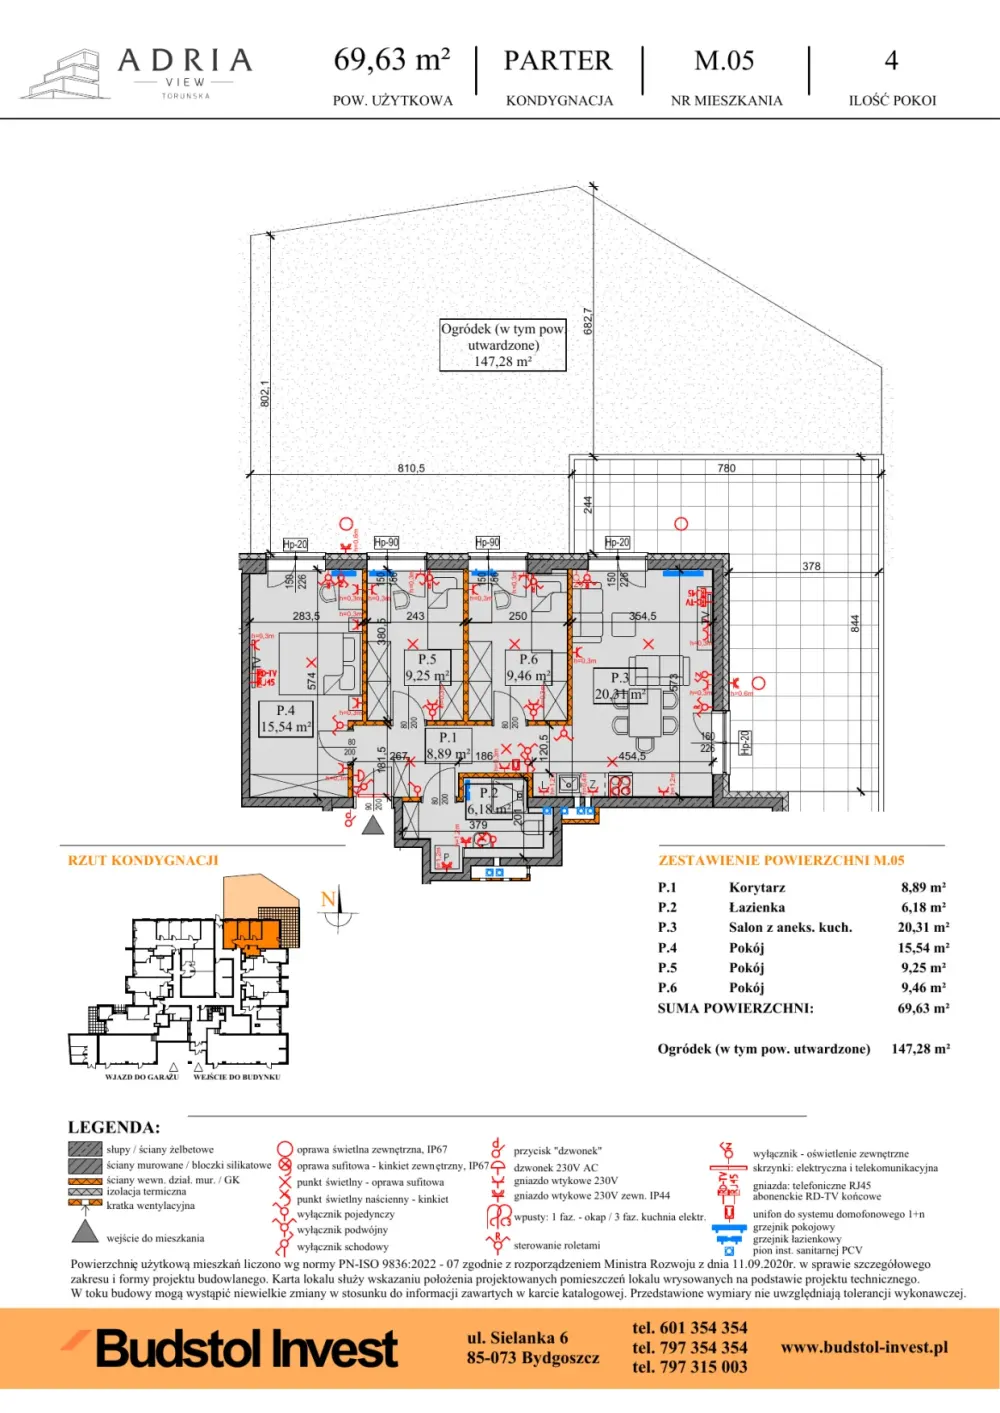 ADRIA
VIEW
TORUŃSKA
69,63 m²
POW. UŻYTKOWA
PARTER
KONDYGNACJA
M.05
NR MIESZKANIA
4
ILOŚĆ POKOI
Ogródek (w tym pow.
utwardzone)
147,28 m²
682,7
802,1
810,5
780
244
378
844
Hp-20
Hp-90
Hp-90
Hp-20
Hp-20
283,5
243
250
354,5
380,5
574
573
P.4
15,54 m²
P.5
9,25 m²
P.6
9,46 m²
P.3
20,31 m²
P.1
8,89 m²
P.2
6,18 m²
267
186
120,5
454,5
181,5
379
201
RZUT KONDYGNACJI
N
WJAZD DO GARAŻU
WEJŚCIE DO BUDYNKU
ZESTAWIENIE POWIERZCHNI M.05
P.1 Korytarz 8,89 m²
P.2 Łazienka 6,18 m²
P.3 Salon z aneks. kuch. 20,31 m²
P.4 Pokój 15,54 m²
P.5 Pokój 9,25 m²
P.6 Pokój 9,46 m²
SUMA POWIERZCHNI: 69,63 m²
Ogródek (w tym pow. utwardzone) 147,28 m²
LEGENDA:
słupy / ściany żelbetowe
ściany murowane / bloczki silikatowe
ściany wewn. dział. mur. / GK
izolacja termiczna
kratka wentylacyjna
wejście do mieszkania
oprawa świetlna zewnętrzna, IP67
oprawa sufitowa - kinkiet zewnętrzny, IP67
punkt świetlny - oprawa sufitowa
punkt świetlny naścienny - kinkiet
wyłącznik pojedynczy
wyłącznik podwójny
wyłącznik schodowy
przycisk "dzwonek"
dzwonek 230V AC
gniazdo wtykowe 230V
gniazdo wtykowe 230V zewn. IP44
wpusty: 1 faz. - okap / 3 faz. kuchnia elektr.
sterowanie roletami
wyłącznik - oświetlenie zewnętrzne
skrzynki: elektryczna i telekomunikacyjna
gniazda: telefoniczne RJ45
abonenckie RD-TV końcowe
unifon do systemu domofonowego 1+n
grzejnik pokojowy
grzejnik łazienkowy
pion inst. sanitarnej PCV
Powierzchnię użytkową mieszkań liczono wg normy PN-ISO 9836:2022 - 07 zgodnie z rozporządzeniem Ministra Rozwoju z dnia 11.09.2020r. w sprawie szczegółowego
zakresu i formy projektu budowlanego. Karta lokalu służy wskazaniu położenia projektowanych pomieszczeń lokalu wrysowanych na podstawie projektu technicznego.
W toku budowy mogą wystąpić niewielkie zmiany w stosunku do informacji zawartych w karcie katalogowej. Przedstawione wymiary nie uwzględniają tolerancji wykonawczej.
Budstol Invest
ul. Sielanka 6
85-073 Bydgoszcz
tel. 601 354 354
tel. 797 354 354
tel. 797 315 003
www.budstol-invest.pl